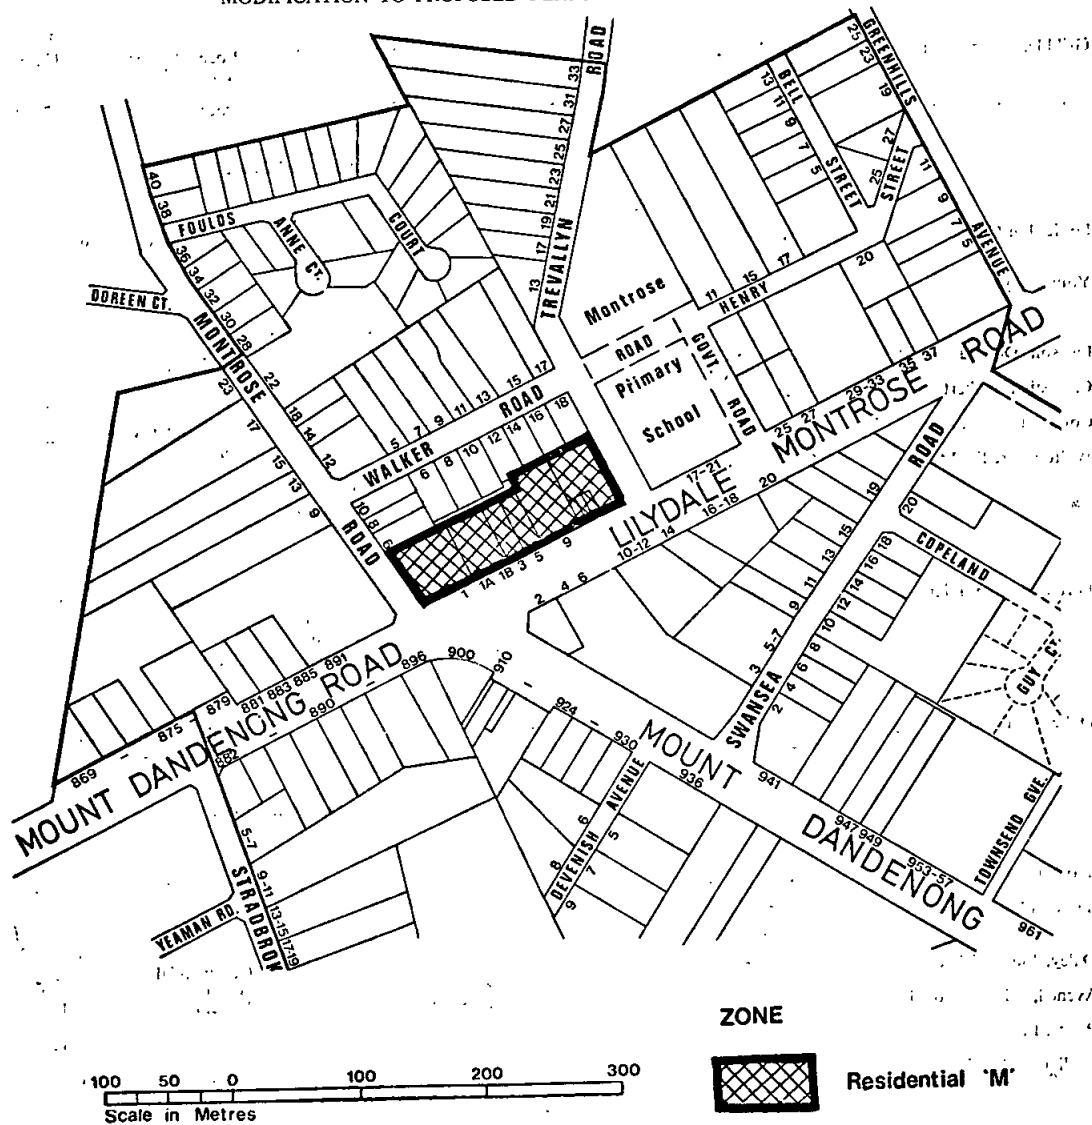 33
ROAD
31
27
25
23
21
19
17
13
TREVALLYN
25
23
19
GREENHILLS
AVENUE
13
11
9
7
5
BELL
STREET
27
25
STREET
11
9
7
5
40
38
FOULDS
COURT
ANNE CT.
36
34
32
30
28
DOREEN CT.
MONTROSE
ROAD
23
22
17
18
14
12
15
13
9
Montrose
ROAD
Primary
School
GOVT.
ROAD
11
15
17
HENRY
20
5
7
9
11
13
15
17
WALKER
ROAD
6
8
10
12
14
16
18
10
8
6
1
1A
1B
3
5
9
LILYDALE
MONTROSE
ROAD
17-21
25
27
29-33
35
37
2
4
6
10-12
14
16-18
20
SWANSEA
ROAD
3
5-7
9
11
13
15
19
2
4
6
8
10
12
14
16
18
20
COPELAND
GUY CT.
869
875
879
881
883
885
891
MOUNT DANDENONG ROAD
882
890
896
900
910
924
930
936
MOUNT
DANDENONG
941
947
949
953-57
961
TOWNSEND GVE.
DEVENISH AVENUE
6
8
5
7
9
5-7
9-11
13-15
17-19
STRADBROK
YEAMAN RD.
ZONE
Residential 'M'
100 50 0 100 200 300
Scale in Metres